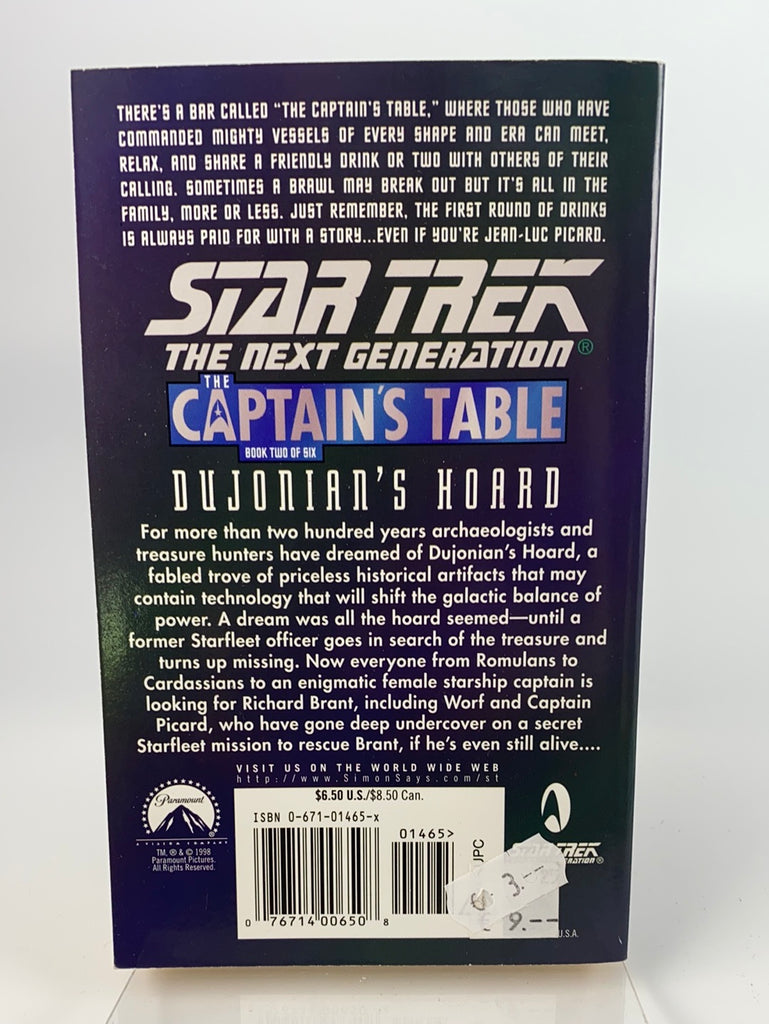 THERE'S A BAR CALLED "THE CAPTAIN'S TABLE," WHERE THOSE WHO HAVE
COMMANDED MIGHTY VESSELS OF EVERY SHAPE AND ERA CAN MEET,
RELAX, AND SHARE A FRIENDLY DRINK OR TWO WITH OTHERS OF THEIR
CALLING. SOMETIMES A BRAWL MAY BREAK OUT BUT IT'S ALL IN THE
FAMILY, MORE OR LESS. JUST REMEMBER, THE FIRST ROUND OF DRINKS
IS ALWAYS PAID FOR WITH A STORY...EVEN IF YOU'RE JEAN-LUC PICARD.
STAR TREK
THE NEXT GENERATION®
THE
CAPTAIN'S TABLE
BOOK TWO OF SIX
DUJONIAN'S HOARD
For more than two hundred years archaeologists and
treasure hunters have dreamed of Dujonian's Hoard, a
fabled trove of priceless historical artifacts that may
contain technology that will shift the galactic balance of
power. A dream was all the hoard seemed—until a
former Starfleet officer goes in search of the treasure and
turns up missing. Now everyone from Romulans to
Cardassians to an enigmatic female starship captain is
looking for Richard Brant, including Worf and Captain
Picard, who have gone deep undercover on a secret
Starfleet mission to rescue Brant, if he's even still alive....
VISIT US ON THE WORLD WIDE WEB
http://www.SimonSays.com/st
Paramount
A VIACOM COMPANY
TM, ® & © 1998
Paramount Pictures.
All Rights Reserved.
$6.50 U.S./$8.50 Can.
ISBN 0-671-01465-x
01465>
0 76714 00650 8
UPC
STAR TREK
ERATION®
3.--
€ 9.--
U.S.A.